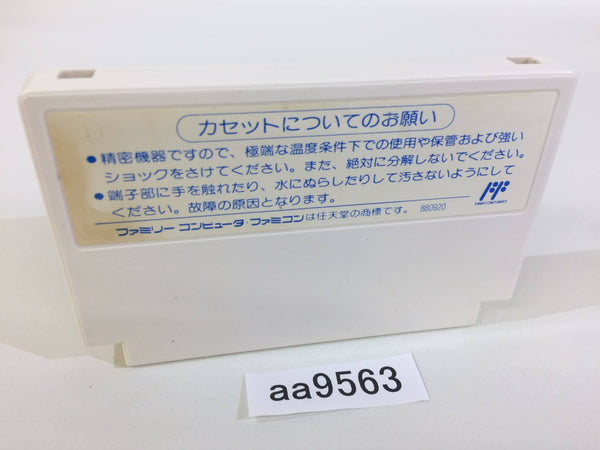 カセットについてのお願い
●精密機器ですので、極端な温度条件下での使用や保管および強い
ショックをさけてください。また、絶対に分解しないでください。
●端子部に手を触れたり、水にぬらしたりして汚さないようにして
ください。故障の原因となります。
ファミリー コンピュータ・ファミコンは任天堂の商標です。 880920
aa9563